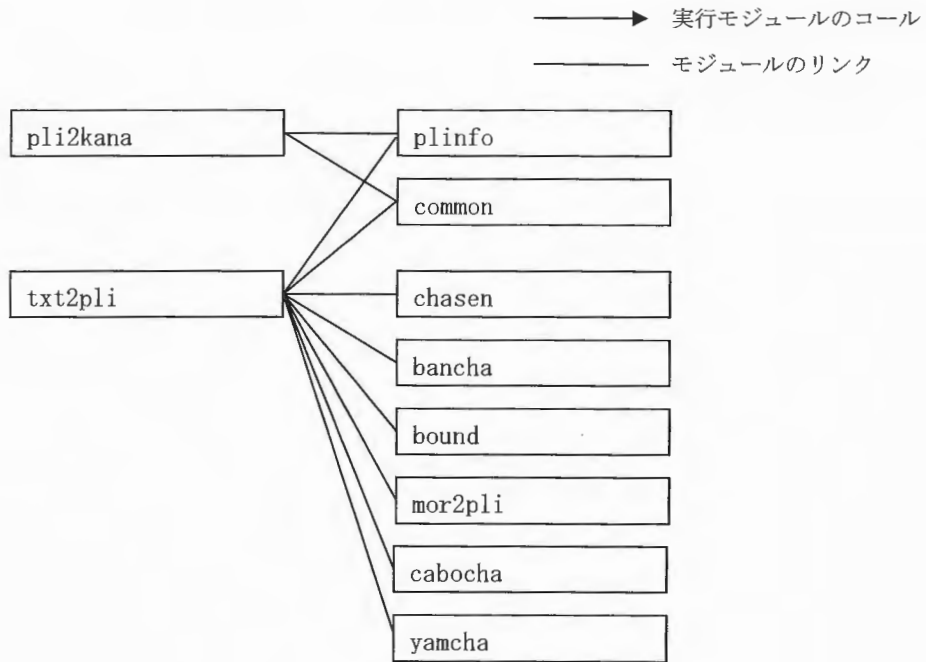 実行モジュールのコール
モジュールのリンク
pli2kana
plinfo
common
txt2pli
chasen
bancha
bound
mor2pli
cabocha
yamcha